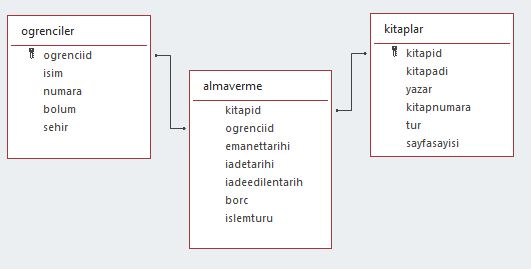 ogrenciler
ogrenciid
isim
numara
bolum
sehir
almaverme
kitapid
ogrenciid
emanettarihi
iadetarihi
iadeedilentarih
borc
islemturu
kitaplar
kitapid
kitapadi
yazar
kitapnumara
tur
sayfasayisi